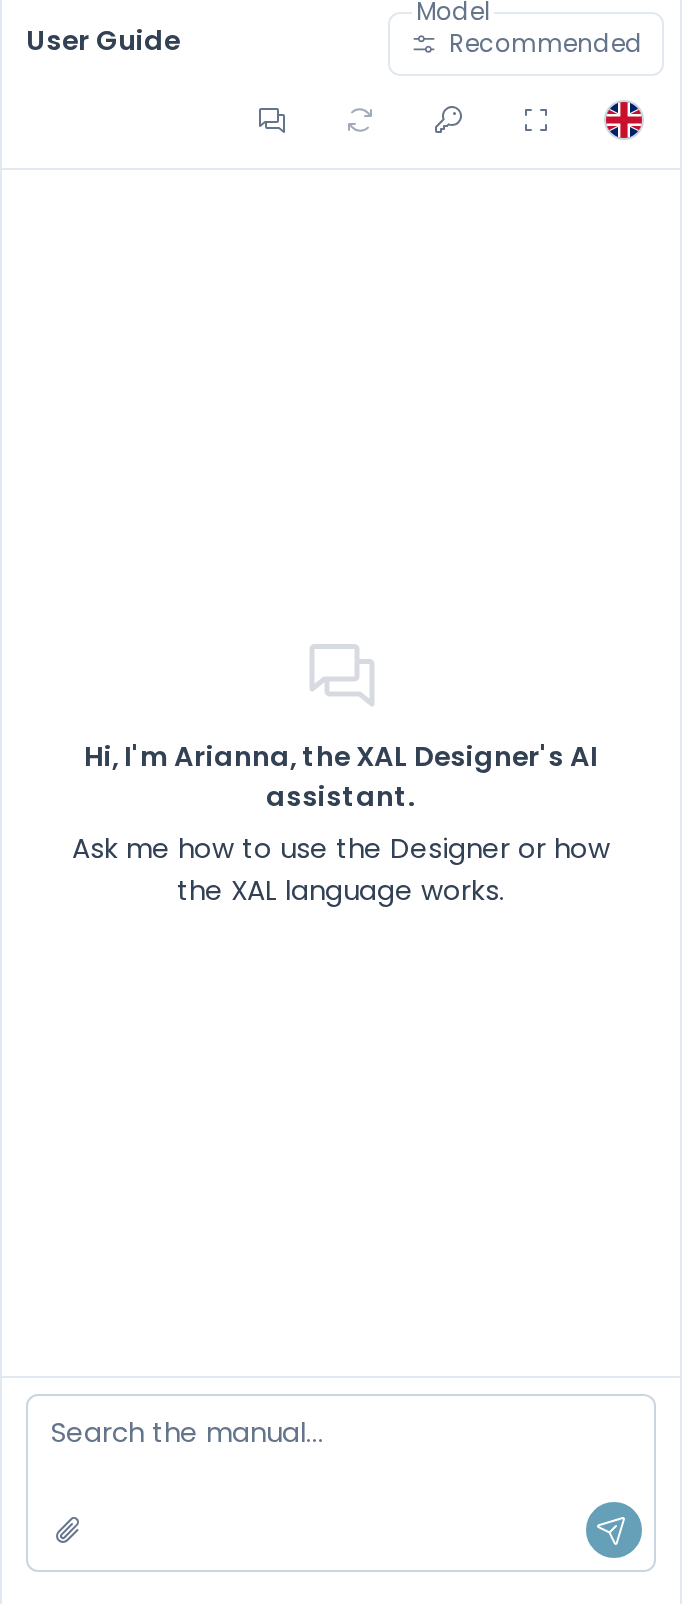 Model
User Guide
Recommended
Hi, I'm Arianna, the XAL Designer's AI
assistant.
Ask me how to use the Designer or how
the XAL language works.
Search the manual...